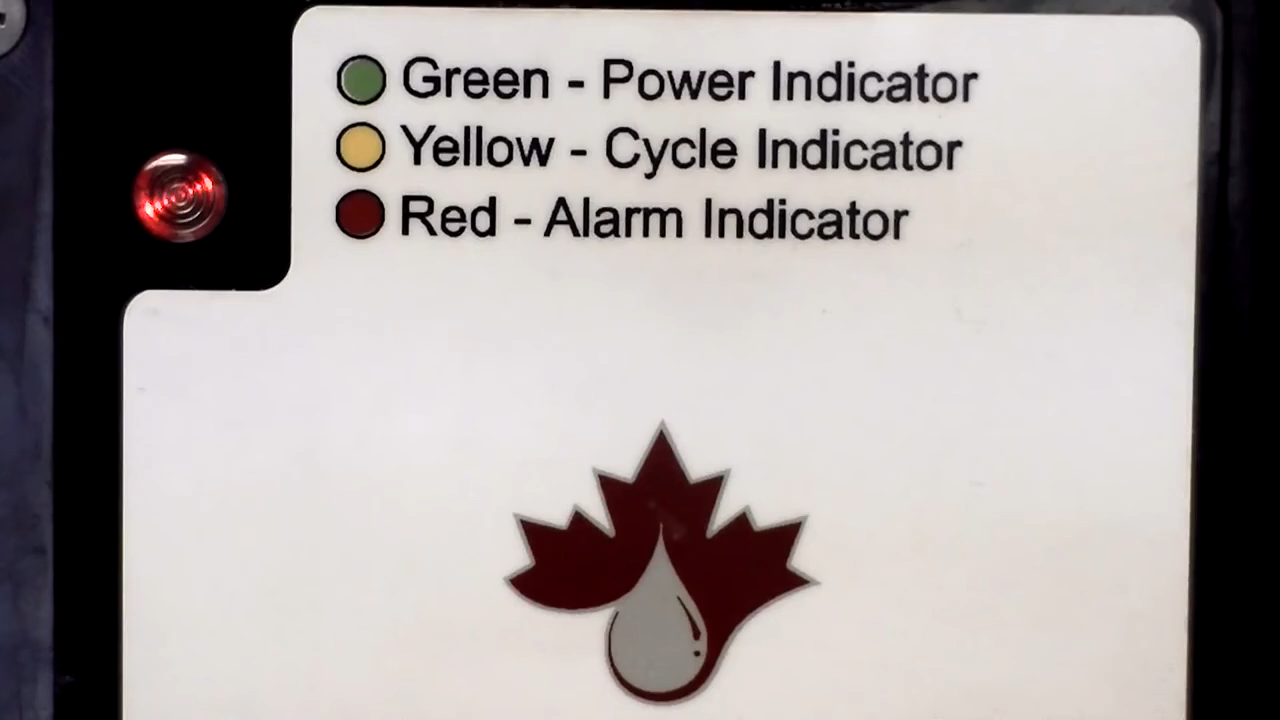 Green - Power Indicator
Yellow - Cycle Indicator
Red - Alarm Indicator